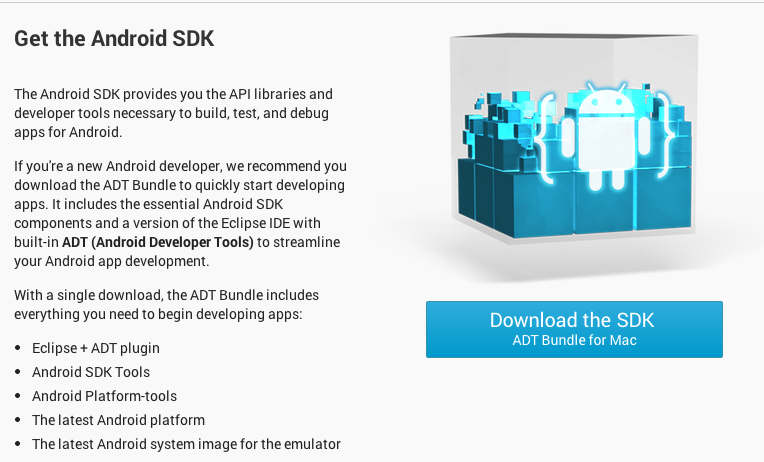 Get the Android SDK
The Android SDK provides you the API libraries and
developer tools necessary to build, test, and debug
apps for Android.
If you're a new Android developer, we recommend you
download the ADT Bundle to quickly start developing
apps. It includes the essential Android SDK
components and a version of the Eclipse IDE with
built-in ADT (Android Developer Tools) to streamline
your Android app development.
With a single download, the ADT Bundle includes
everything you need to begin developing apps:
• Eclipse + ADT plugin
• Android SDK Tools
• Android Platform-tools
• The latest Android platform
• The latest Android system image for the emulator
{ }
Download the SDK
ADT Bundle for Mac